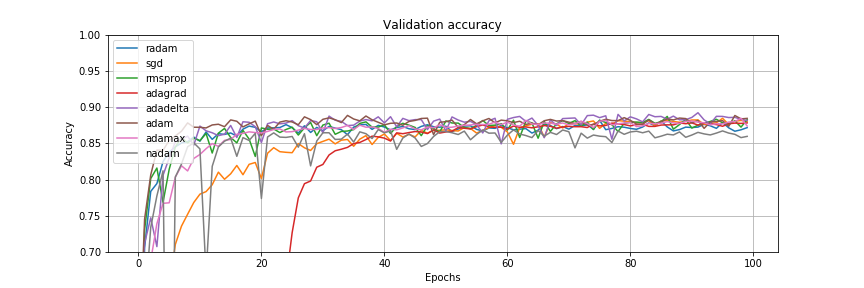 Validation accuracy
1.00
0.95
0.90
0.85
0.80
0.75
0.70
Accuracy
radam
sgd
rmsprop
adagrad
adadelta
adam
adamax
nadam
0
20
40
60
80
100
Epochs